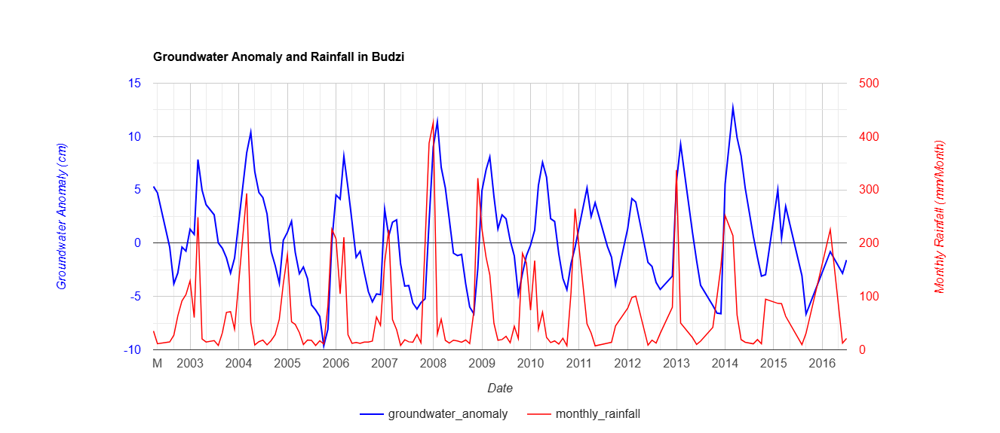 Groundwater Anomaly and Rainfall in Budzi
15 500
10 400
5 300
0 200
-5 100
-10 0
Groundwater Anomaly (cm)
Monthly Rainfall (mm/Month)
M 2003 2004 2005 2006 2007 2008 2009 2010 2011 2012 2013 2014 2015 2016
Date
groundwater_anomaly monthly_rainfall